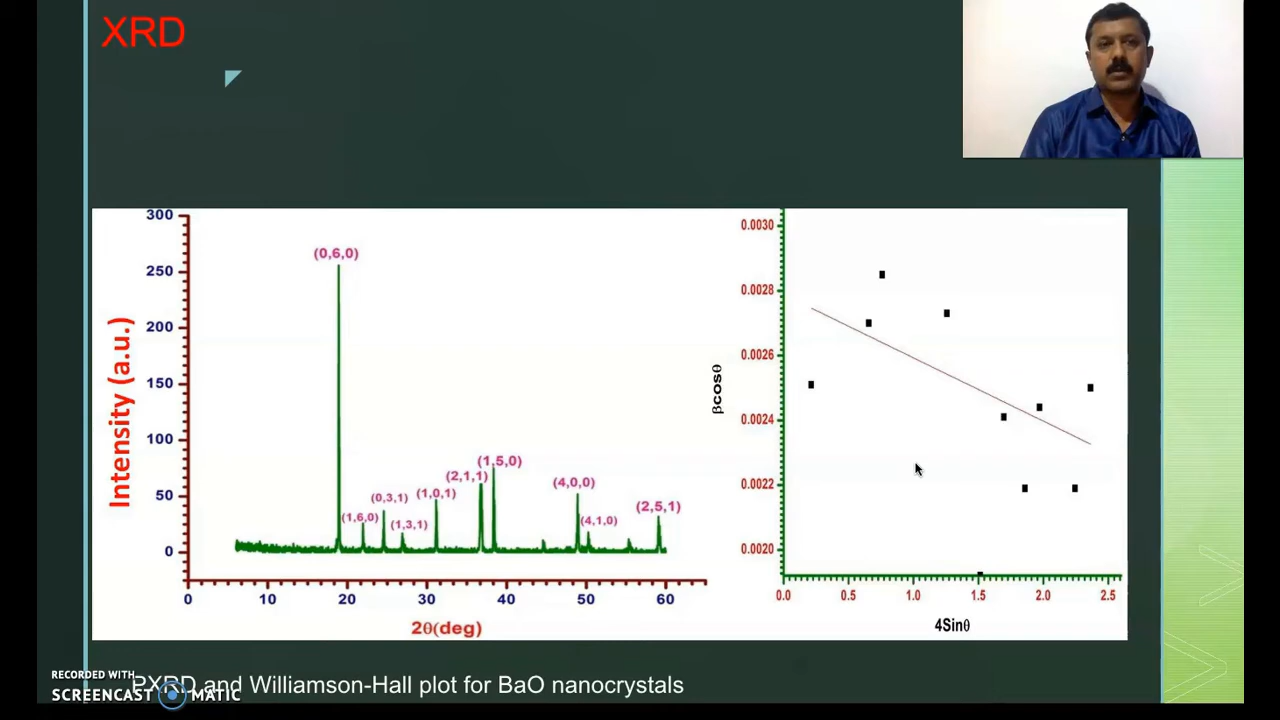 XRD
300
250
200
150
100
50
0
Intensity (a.u.)
(0,6,0)
(1,6,0)
(0,3,1)
(1,3,1)
(1,0,1)
(2,1,1)
(1,5,0)
(4,0,0)
(4,1,0)
(2,5,1)
0 10 20 30 40 50 60
2θ(deg)
0.0030
0.0028
0.0026
0.0024
0.0022
0.0020
βcosθ
0.0 0.5 1.0 1.5 2.0 2.5
4Sinθ
PXRD and Williamson-Hall plot for BaO nanocrystals
RECORDED WITH
SCREENCAST MATIC